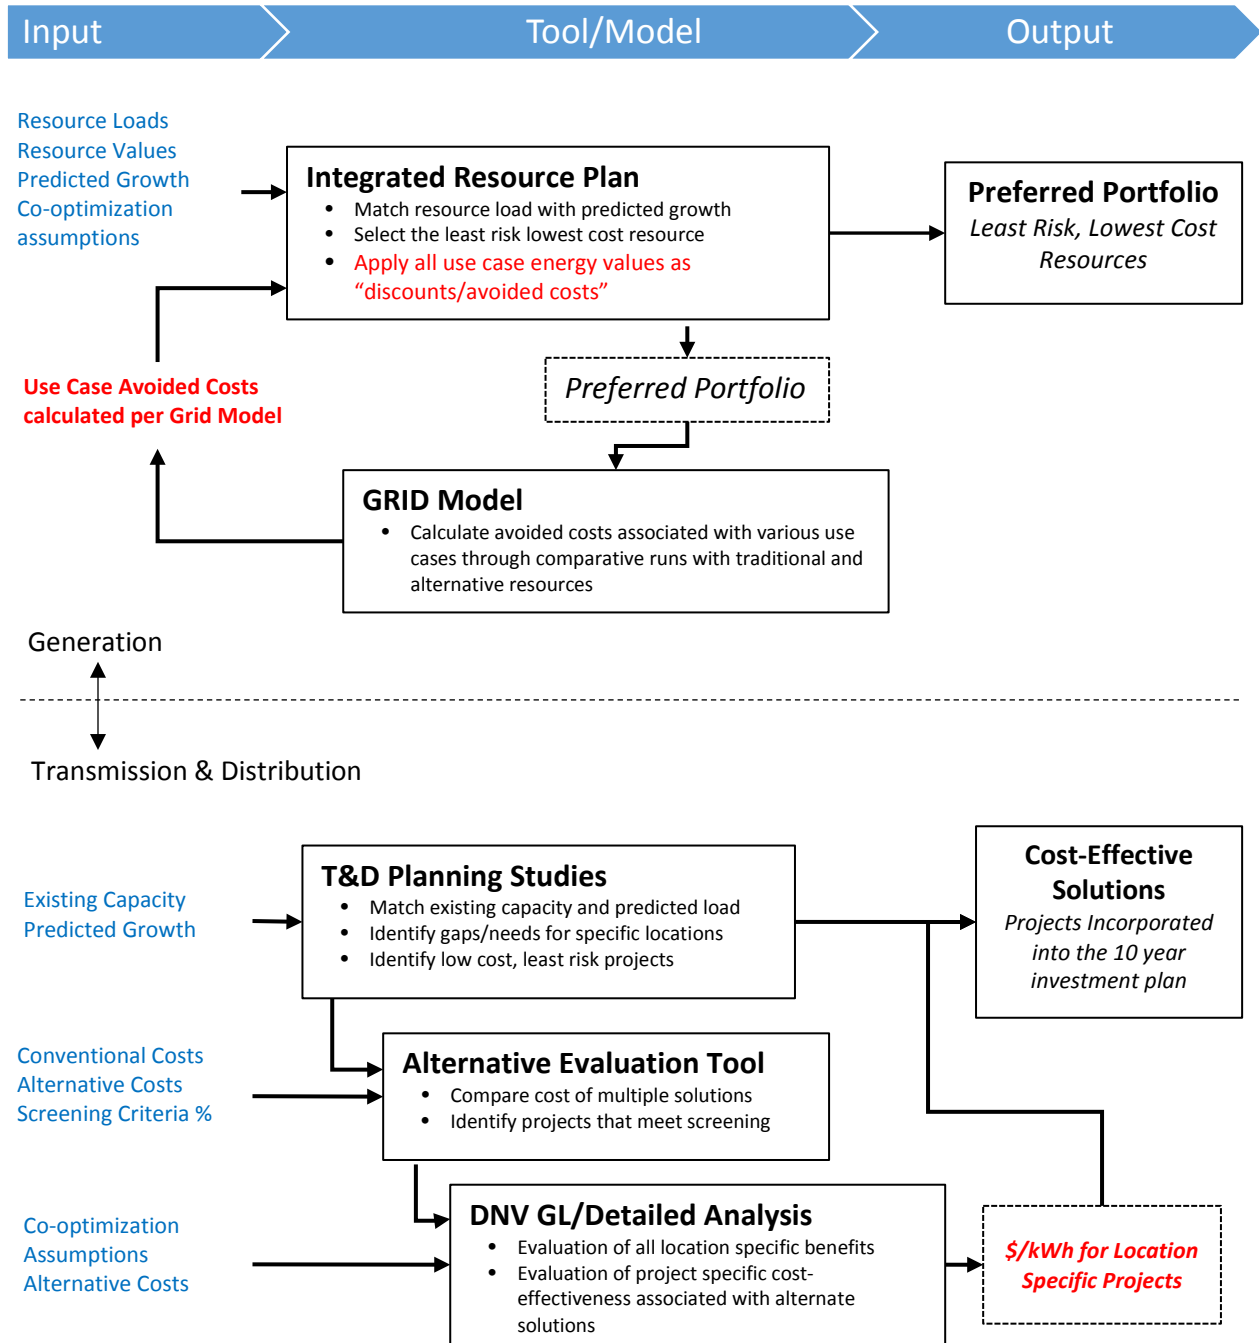 Input
Tool/Model
Output
Resource Loads
Resource Values
Predicted Growth
Co-optimization
assumptions
Integrated Resource Plan
• Match resource load with predicted growth
• Select the least risk lowest cost resource
• Apply all use case energy values as
“discounts/avoided costs”
Preferred Portfolio
Least Risk, Lowest Cost
Resources
Preferred Portfolio
Use Case Avoided Costs
calculated per Grid Model
GRID Model
• Calculate avoided costs associated with various use
cases through comparative runs with traditional and
alternative resources
Generation
Transmission & Distribution
Existing Capacity
Predicted Growth
T&D Planning Studies
• Match existing capacity and predicted load
• Identify gaps/needs for specific locations
• Identify low cost, least risk projects
Cost-Effective
Solutions
Projects Incorporated
into the 10 year
investment plan
Conventional Costs
Alternative Costs
Screening Criteria %
Alternative Evaluation Tool
• Compare cost of multiple solutions
• Identify projects that meet screening
Co-optimization
Assumptions
Alternative Costs
DNV GL/Detailed Analysis
• Evaluation of all location specific benefits
• Evaluation of project specific cost-
effectiveness associated with alternate
solutions
$/kWh for Location
Specific Projects